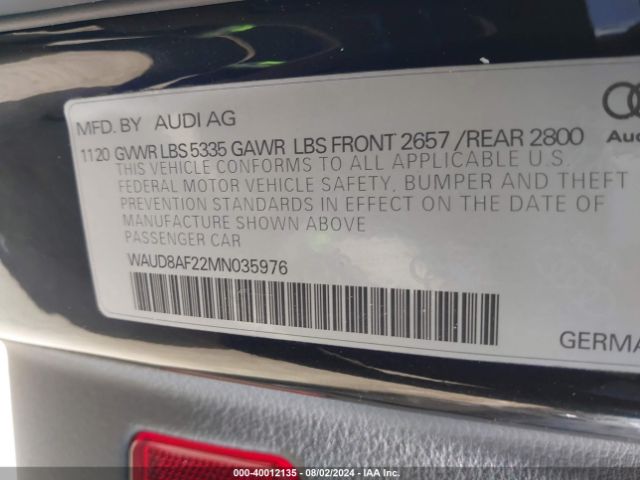 MFD. BY AUDI AG
1120 GVWR LBS 5335 GAWR LBS FRONT 2657 /REAR 2800
THIS VEHICLE CONFORMS TO ALL APPLICABLE U.S.
FEDERAL MOTOR VEHICLE SAFETY, BUMPER AND THEFT
PREVENTION STANDARDS IN EFFECT ON THE DATE OF
MANUFACTURE SHOWN ABOVE
PASSENGER CAR
WAUD8AF22MN035976
Aud
GERMA
000-40012135 - 08/02/2024 - IAA Inc.